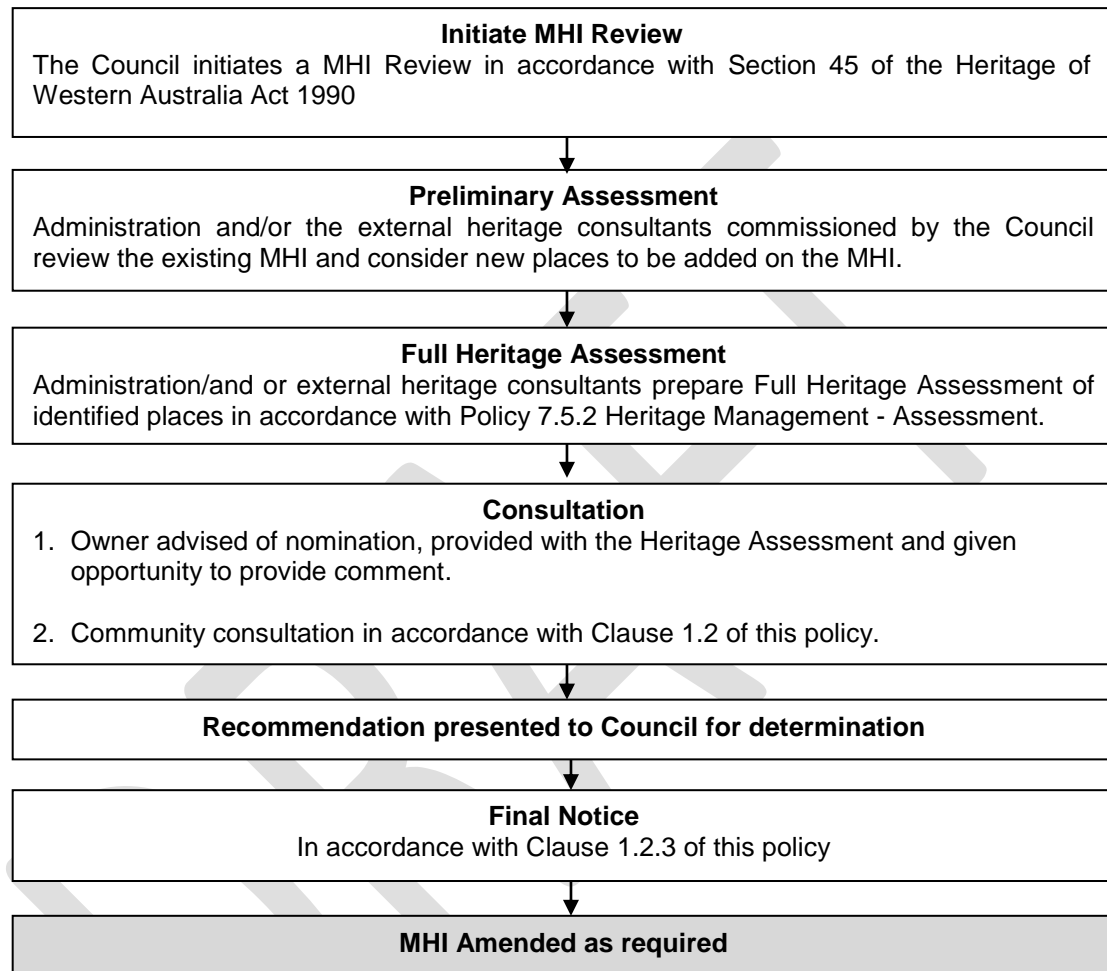 Initiate MHI Review
The Council initiates a MHI Review in accordance with Section 45 of the Heritage of
Western Australia Act 1990
Preliminary Assessment
Administration and/or the external heritage consultants commissioned by the Council
review the existing MHI and consider new places to be added on the MHI.
Full Heritage Assessment
Administration/and or external heritage consultants prepare Full Heritage Assessment of
identified places in accordance with Policy 7.5.2 Heritage Management - Assessment.
Consultation
1. Owner advised of nomination, provided with the Heritage Assessment and given
opportunity to provide comment.
2. Community consultation in accordance with Clause 1.2 of this policy.
Recommendation presented to Council for determination
Final Notice
In accordance with Clause 1.2.3 of this policy
MHI Amended as required
DRAFT